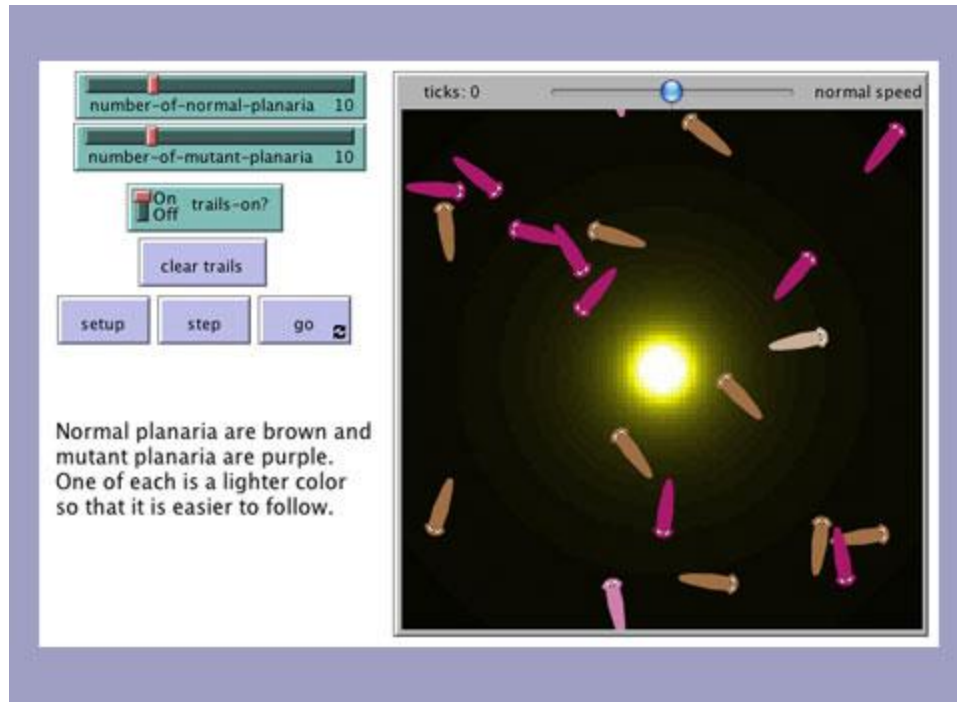 number-of-normal-planaria 10
number-of-mutant-planaria 10
On
Off
trails-on?
clear trails
setup
step
go
ticks: 0
normal speed
Normal planaria are brown and
mutant planaria are purple.
One of each is a lighter color
so that it is easier to follow.